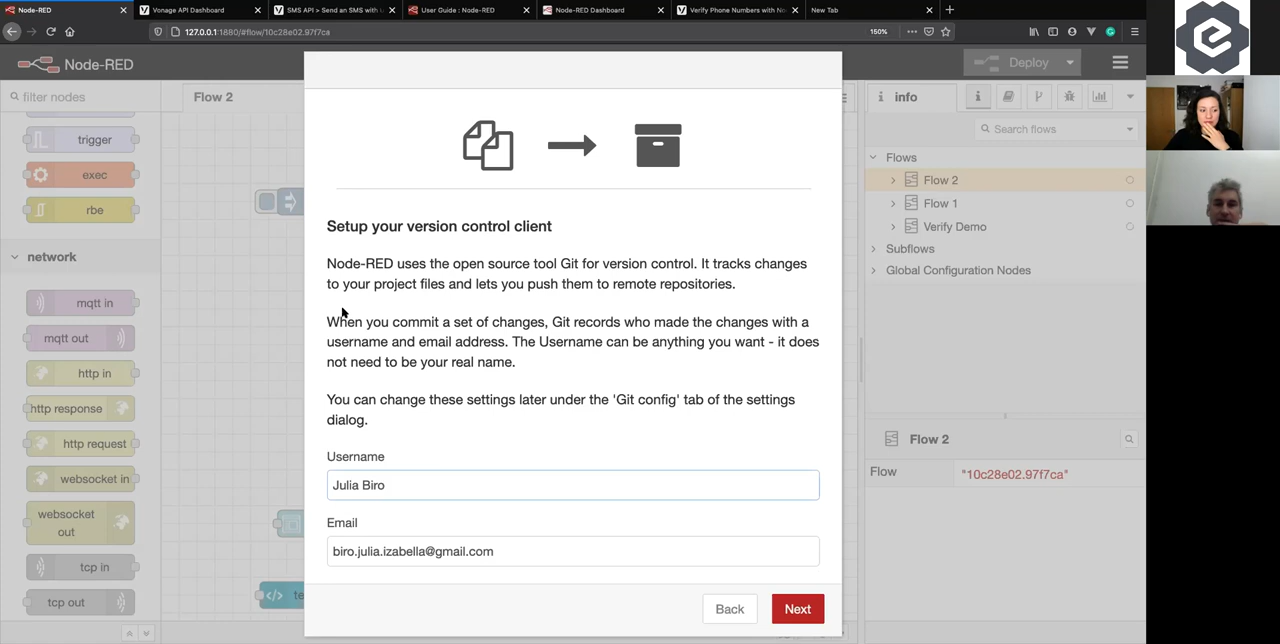 Node-RED
Vonage API Dashboard
SMS API > Send an SMS with
User Guide : Node-RED
Node-RED Dashboard
Verify Phone Numbers with No
New Tab
127.0.0.1:1880/#flow/10c28e02.97f7ca
150%
Node-RED
Deploy
filter nodes
Flow 2
info
Search flows
trigger
exec
rbe
network
mqtt in
mqtt out
http in
http response
http request
websocket in
websocket
out
tcp in
tcp out
te
Setup your version control client
Node-RED uses the open source tool Git for version control. It tracks changes
to your project files and lets you push them to remote repositories.
When you commit a set of changes, Git records who made the changes with a
username and email address. The Username can be anything you want - it does
not need to be your real name.
You can change these settings later under the 'Git config' tab of the settings
dialog.
Username
Julia Biro
Email
biro.julia.izabella@gmail.com
Back
Next
Flows
Flow 2
Flow 1
Verify Demo
Subflows
Global Configuration Nodes
Flow 2
Flow
"10c28e02.97f7ca"